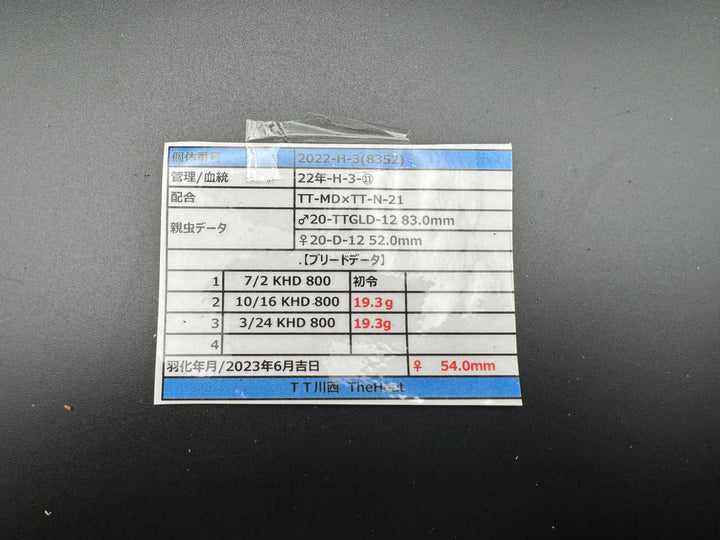 個体番号 2022-H-3(8352)
管理/血統 22年-H-3-⑪
配合 TT-MD×TT-N-21
親虫データ ♂20-TTGLD-12 83.0mm
♀20-D-12 52.0mm
.【ブリードデータ】
1 7/2 KHD 800 初令
2 10/16 KHD 800 19.3g
3 3/24 KHD 800 19.3g
4
羽化年月/2023年6月吉日 ♀ 54.0mm
ＴＴ川西